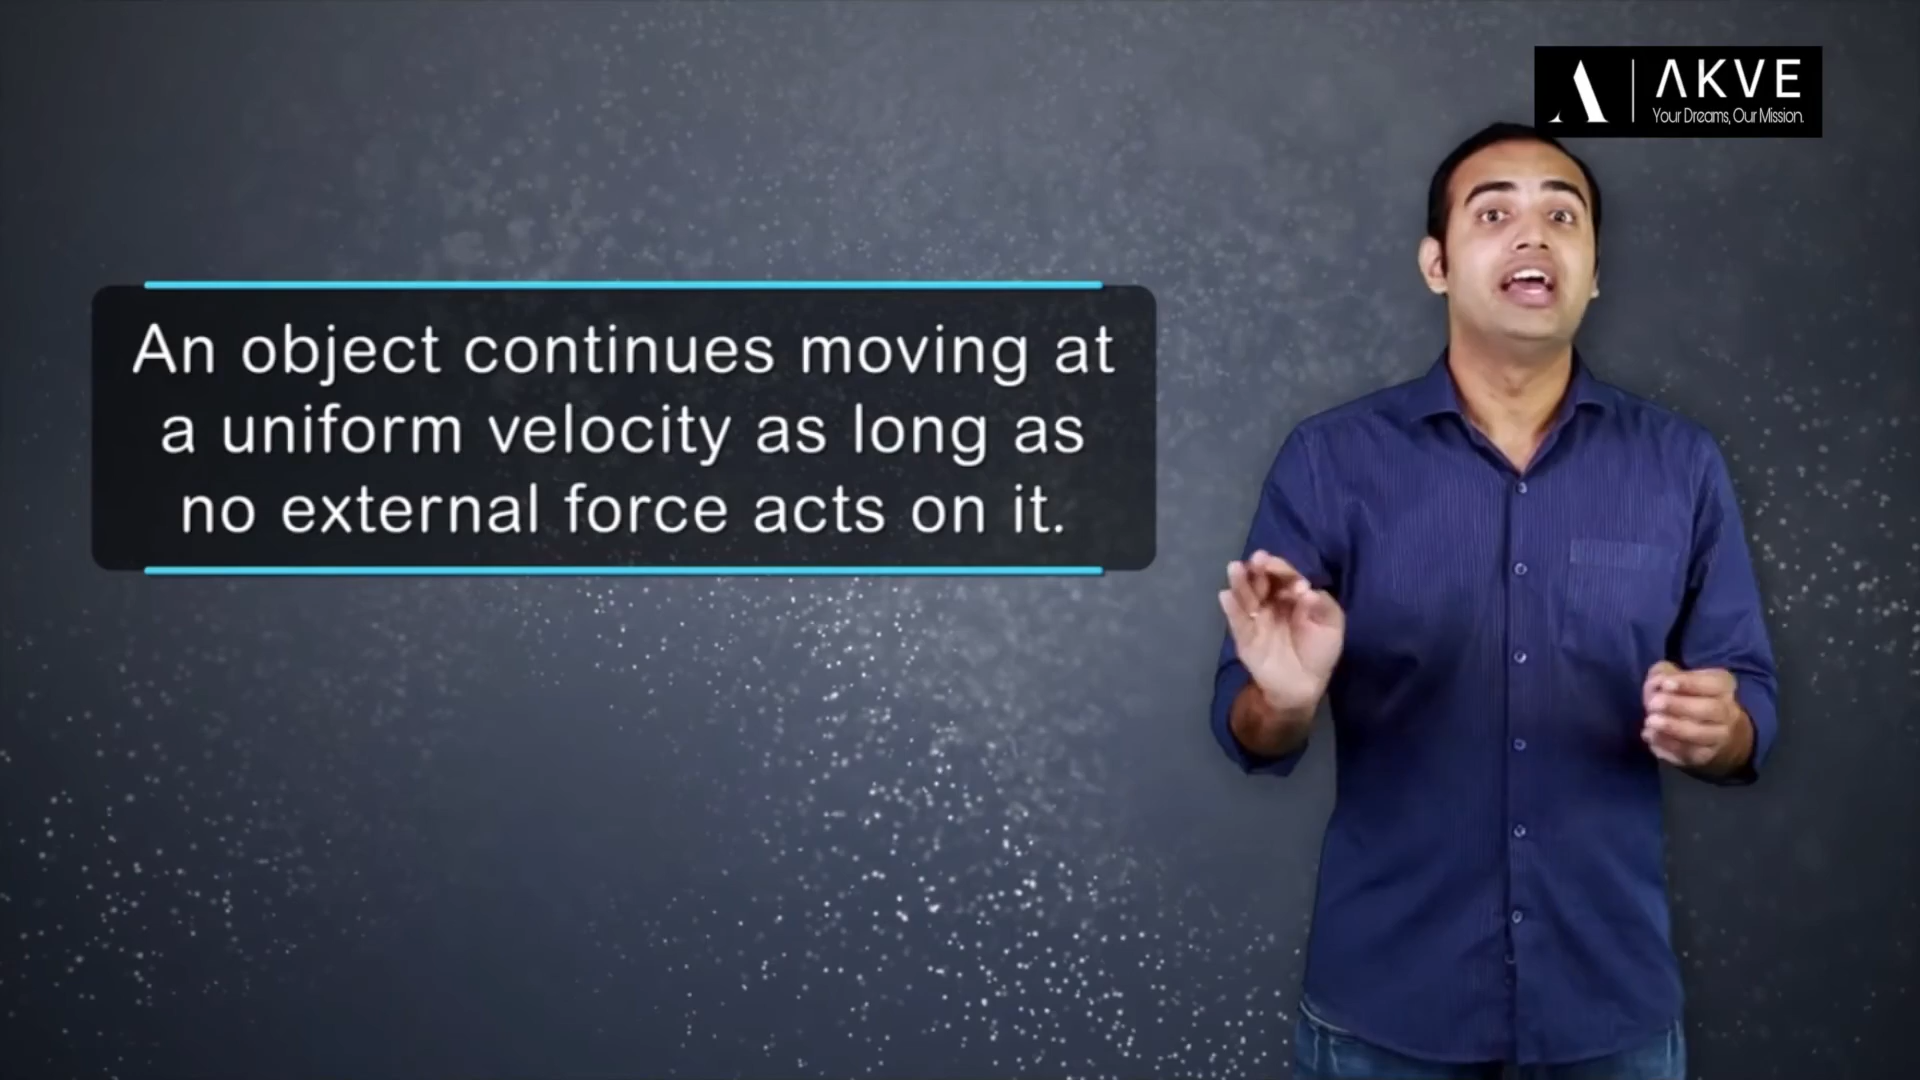 AKVE
Your Dreams, Our Mission.
An object continues moving at
a uniform velocity as long as
no external force acts on it.